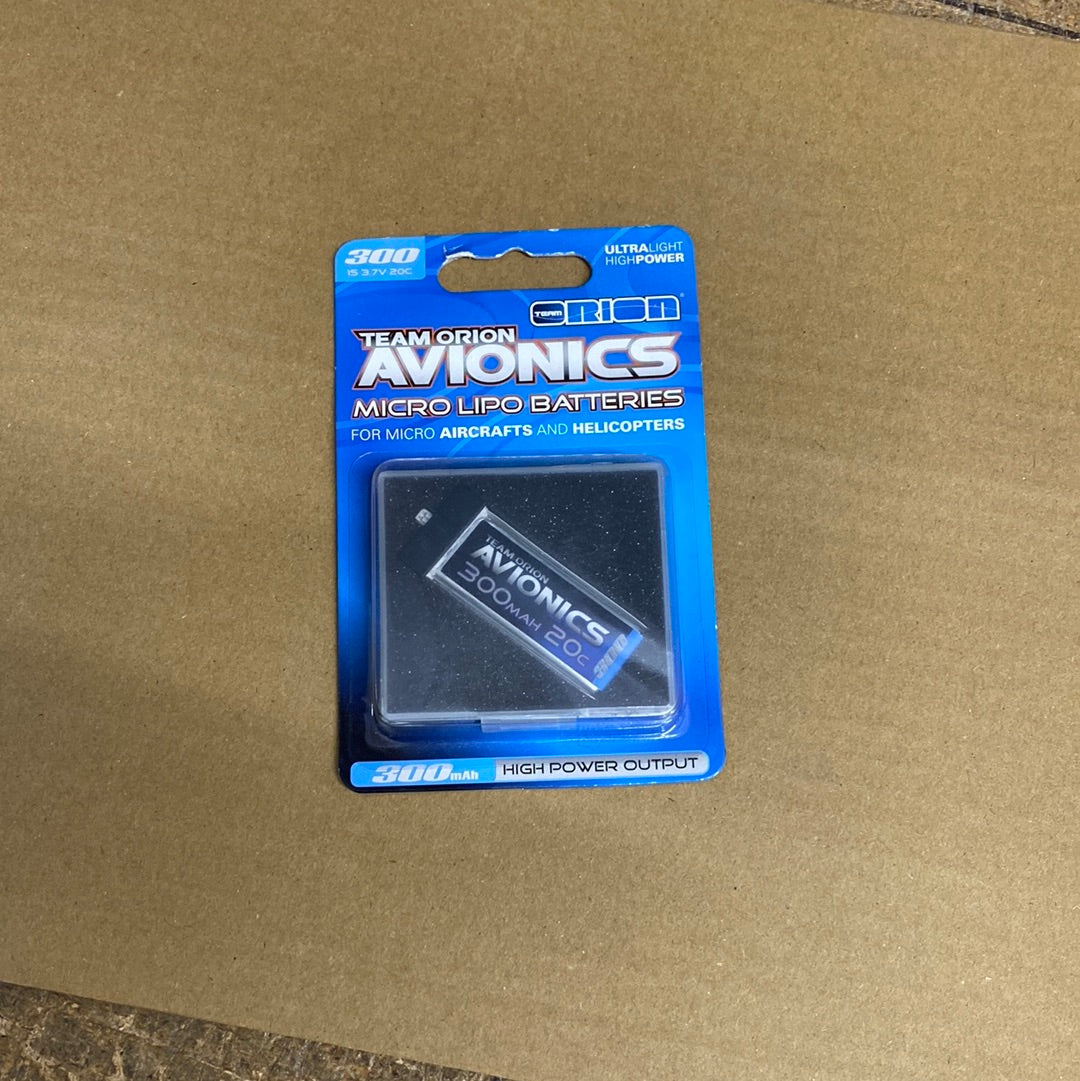 300
1S 3.7V 20C
ULTRALIGHT
HIGHPOWER
TEAM ORION
TEAM ORION
AVIONICS
MICRO LIPO BATTERIES
FOR MICRO AIRCRAFTS AND HELICOPTERS
TEAM ORION
AVIONICS
300MAH 20C
300
300mAh HIGH POWER OUTPUT